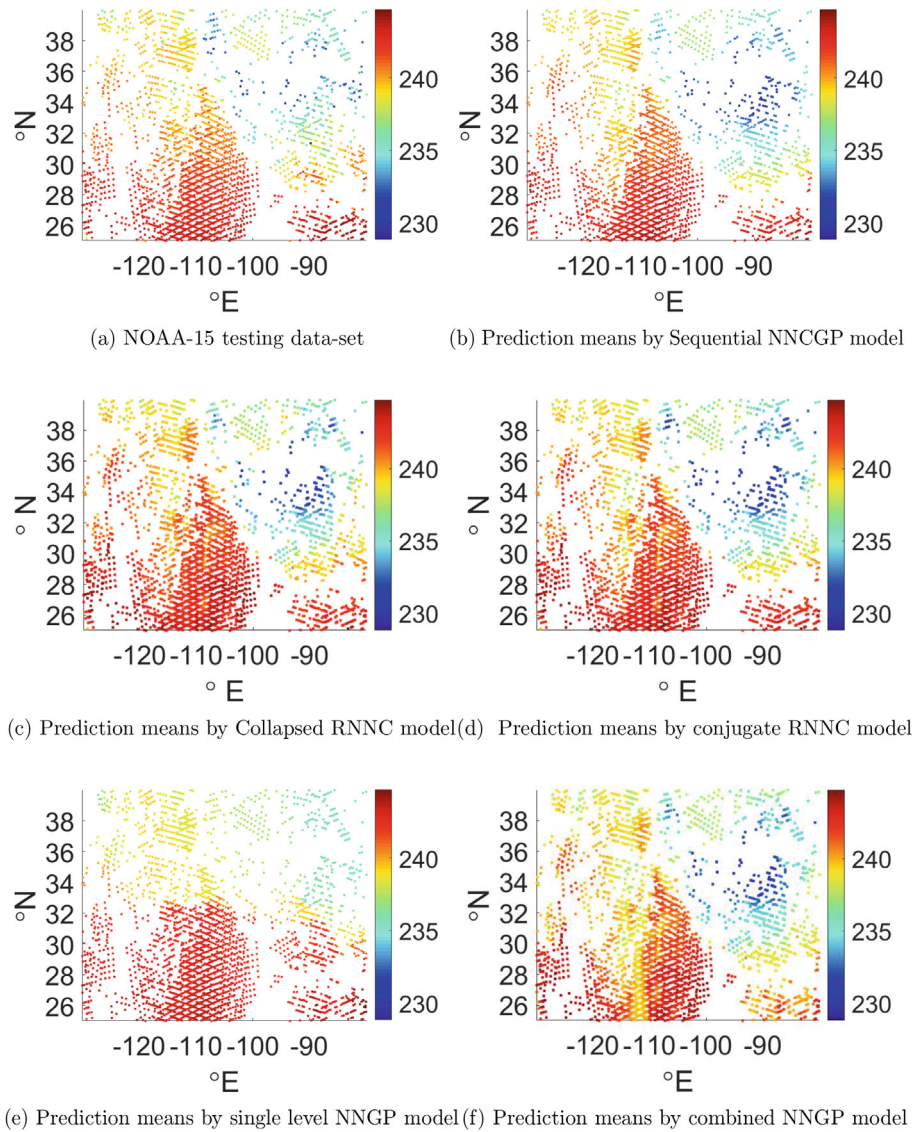 38
36
34
32
30
28
26
°N
-120 -110 -100 -90
°E
240
235
230
(a) NOAA-15 testing data-set
38
36
34
32
30
28
26
°N
-120 -110 -100 -90
°E
240
235
230
(b) Prediction means by Sequential NNCGP model
38
36
34
32
30
28
26
° N
-120 -110 -100 -90
° E
240
235
230
(c) Prediction means by Collapsed RNNC model
38
36
34
32
30
28
26
° N
-120 -110 -100 -90
° E
240
235
230
(d) Prediction means by conjugate RNNC model
38
36
34
32
30
28
26
°N
-120 -110 -100 -90
°E
240
235
230
(e) Prediction means by single level NNGP model
38
36
34
32
30
28
26
°N
-120 -110 -100 -90
°E
240
235
230
(f) Prediction means by combined NNGP model